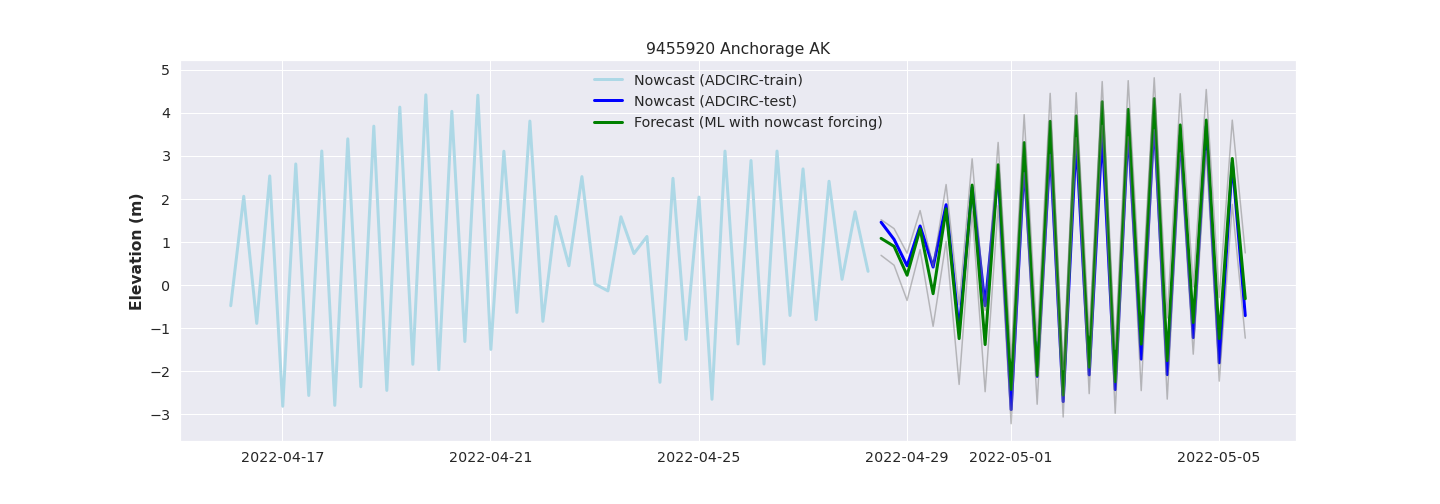 9455920 Anchorage AK
Nowcast (ADCIRC-train)
Nowcast (ADCIRC-test)
Forecast (ML with nowcast forcing)
Elevation (m)
5
4
3
2
1
0
−1
−2
−3
2022-04-17 2022-04-21 2022-04-25 2022-04-29 2022-05-01 2022-05-05